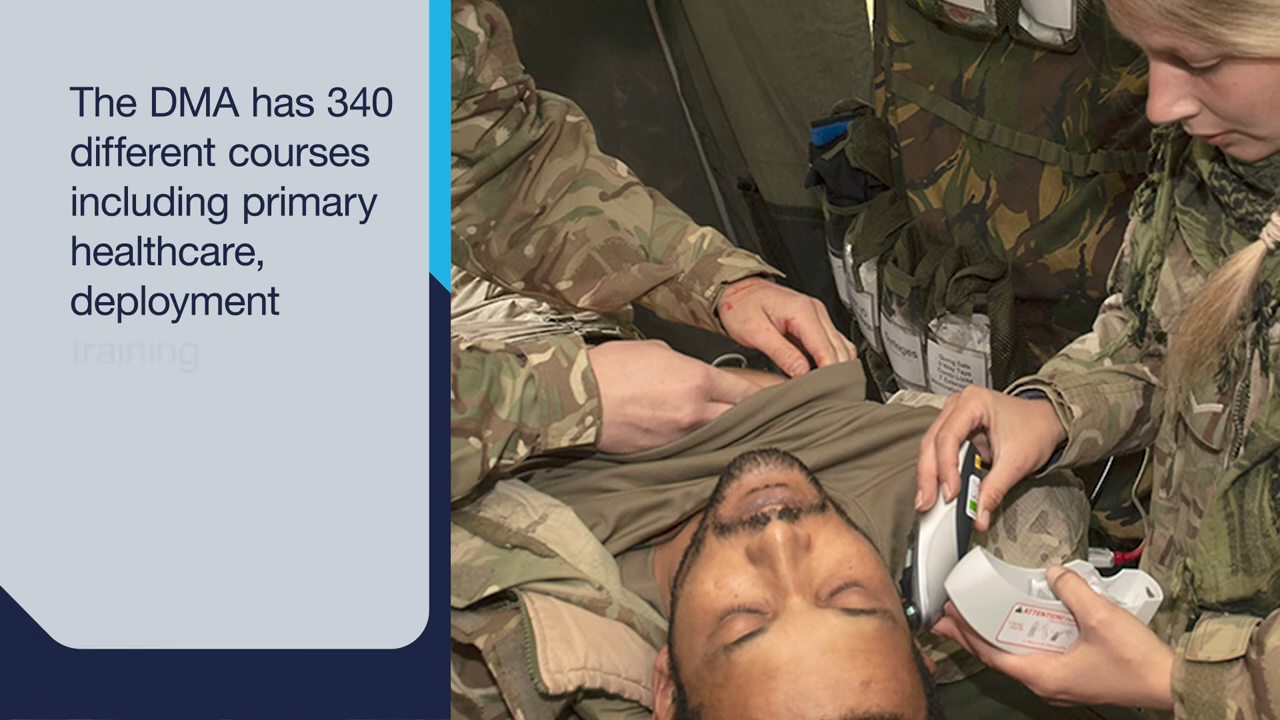 The DMA has 340
different courses
including primary
healthcare,
deployment
training
ATTENTION